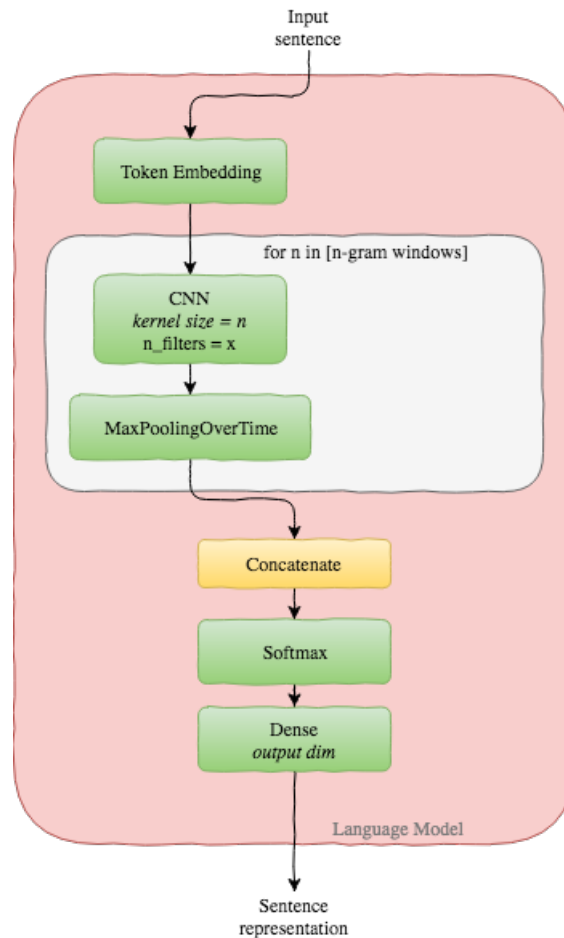 Input
sentence
Token Embedding
for n in [n-gram windows]
CNN
kernel size = n
n_filters = x
MaxPoolingOverTime
Concatenate
Softmax
Dense
output dim
Language Model
Sentence
representation